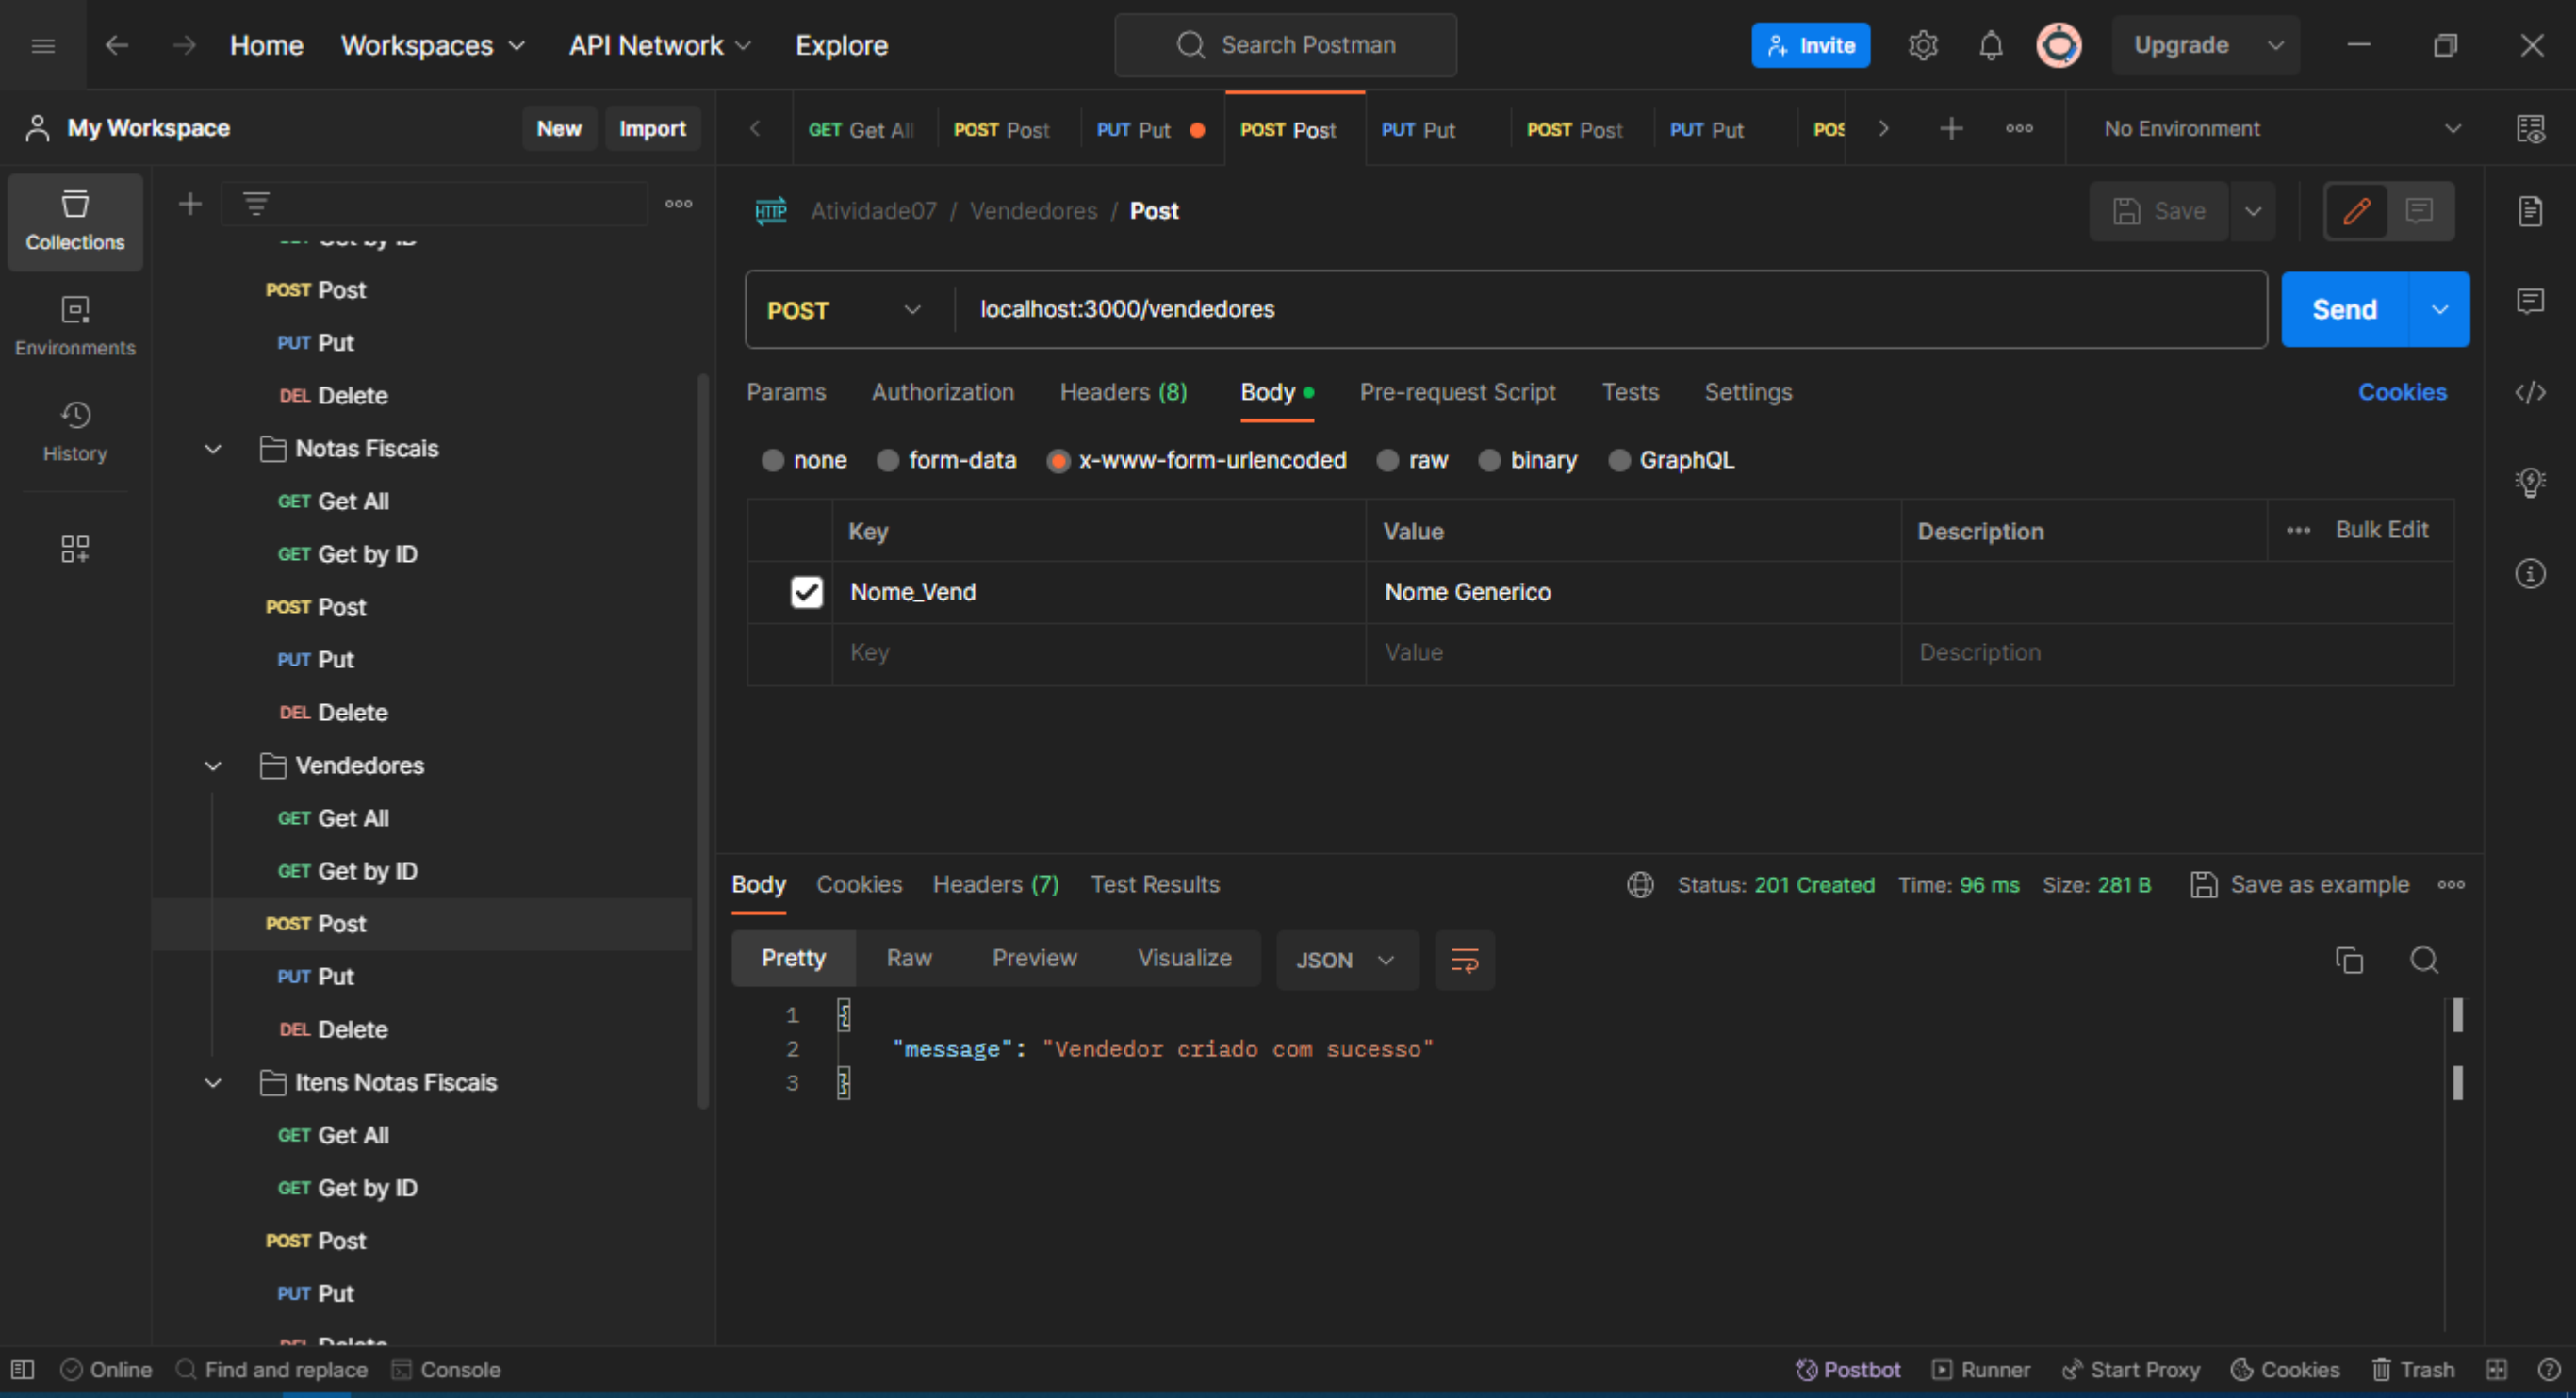 Home Workspaces API Network Explore Search Postman Invite Upgrade
My Workspace New Import
GET Get All POST Post PUT Put POST Post PUT Put POST Post PUT Put POS No Environment
Collections
Environments
History
Get by ID
POST Post
PUT Put
DEL Delete
Notas Fiscais
GET Get All
GET Get by ID
POST Post
PUT Put
DEL Delete
Vendedores
GET Get All
GET Get by ID
POST Post
PUT Put
DEL Delete
Itens Notas Fiscais
GET Get All
GET Get by ID
POST Post
PUT Put
DEL Delete
HTTP Atividade07 / Vendedores / Post Save
POST localhost:3000/vendedores Send
Params Authorization Headers (8) Body Pre-request Script Tests Settings Cookies
none form-data x-www-form-urlencoded raw binary GraphQL
Key Value Description Bulk Edit
Nome_Vend Nome Generico
Key Value Description
Body Cookies Headers (7) Test Results Status: 201 Created Time: 96 ms Size: 281 B Save as example
Pretty Raw Preview Visualize JSON
1 {
2 "message": "Vendedor criado com sucesso"
3 }
Online Find and replace Console Postbot Runner Start Proxy Cookies Trash